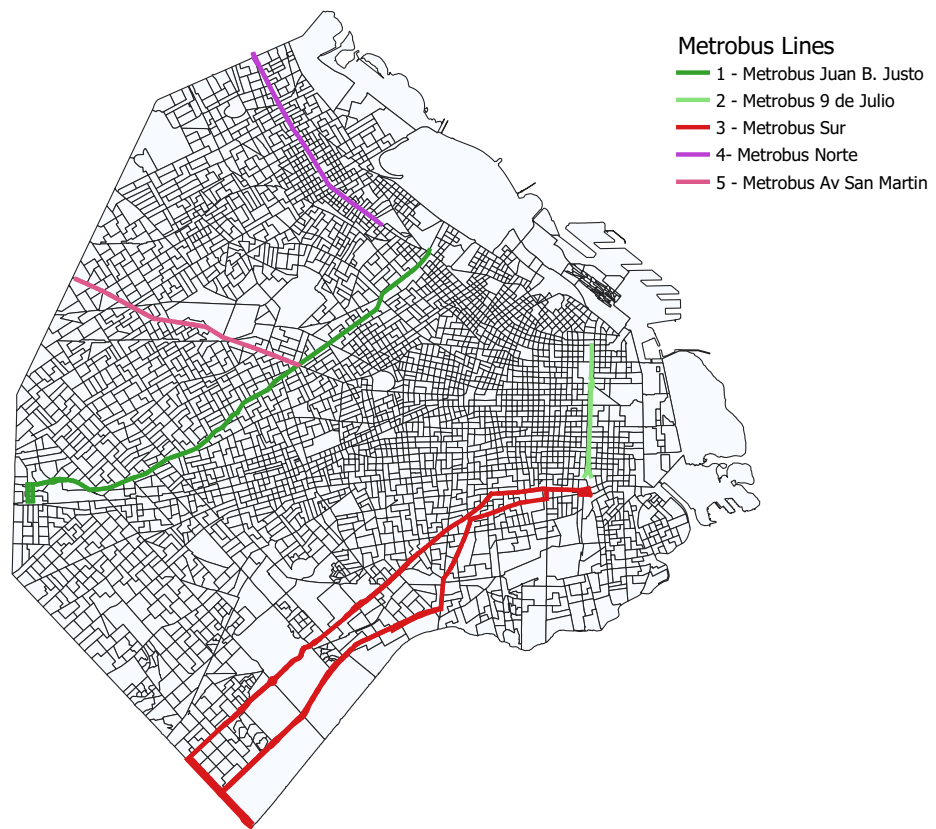 Metrobus Lines
1 - Metrobus Juan B. Justo
2 - Metrobus 9 de Julio
3 - Metrobus Sur
4- Metrobus Norte
5 - Metrobus Av San Martin